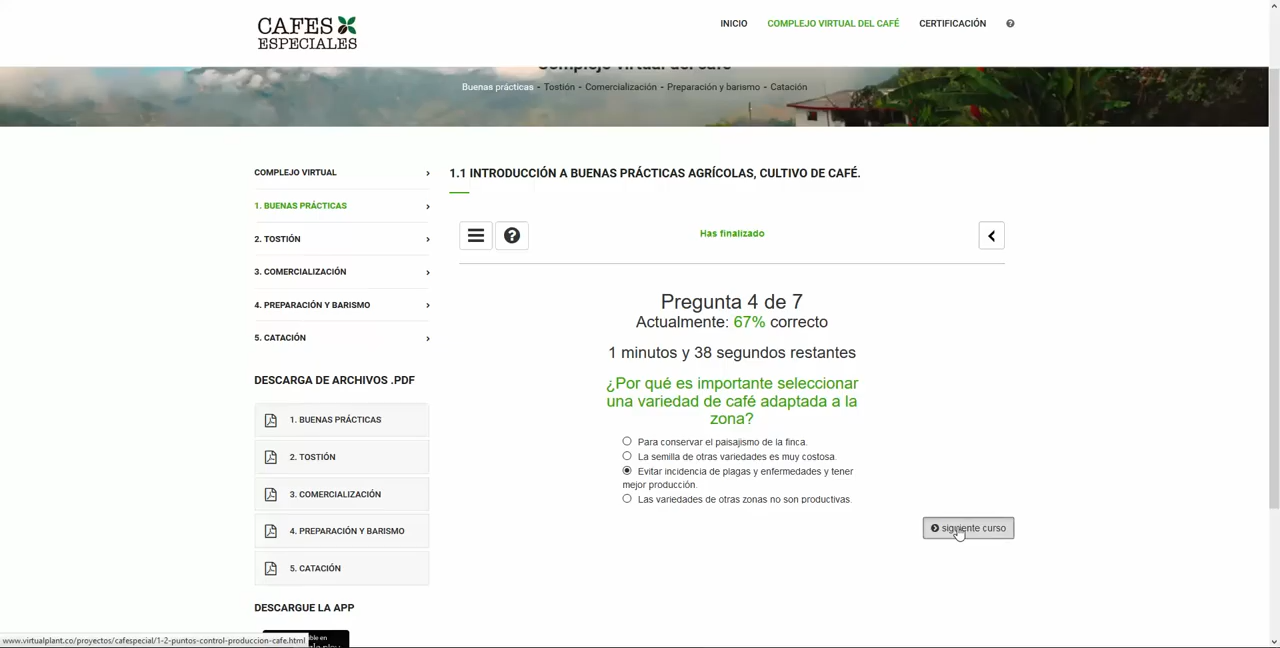 CAFES
ESPECIALES
INICIO
COMPLEJO VIRTUAL DEL CAFÉ
CERTIFICACIÓN
Complejo virtual del café
Buenas prácticas - Tostión - Comercialización - Preparación y barismo - Catación
COMPLEJO VIRTUAL
1. BUENAS PRÁCTICAS
2. TOSTIÓN
3. COMERCIALIZACIÓN
4. PREPARACIÓN Y BARISMO
5. CATACIÓN
DESCARGA DE ARCHIVOS .PDF
1. BUENAS PRÁCTICAS
2. TOSTIÓN
3. COMERCIALIZACIÓN
4. PREPARACIÓN Y BARISMO
5. CATACIÓN
DESCARGUE LA APP
1.1 INTRODUCCIÓN A BUENAS PRÁCTICAS AGRÍCOLAS, CULTIVO DE CAFÉ.
Has finalizado
Pregunta 4 de 7
Actualmente: 67% correcto
1 minutos y 38 segundos restantes
¿Por qué es importante seleccionar
una variedad de café adaptada a la
zona?
Para conservar el paisajismo de la finca.
La semilla de otras variedades es muy costosa.
Evitar incidencia de plagas y enfermedades y tener
mejor producción.
Las variedades de otras zonas no son productivas.
siguiente curso
www.virtualplant.co/proyectos/cafespecial/1-2-puntos-control-produccion-cafe.html